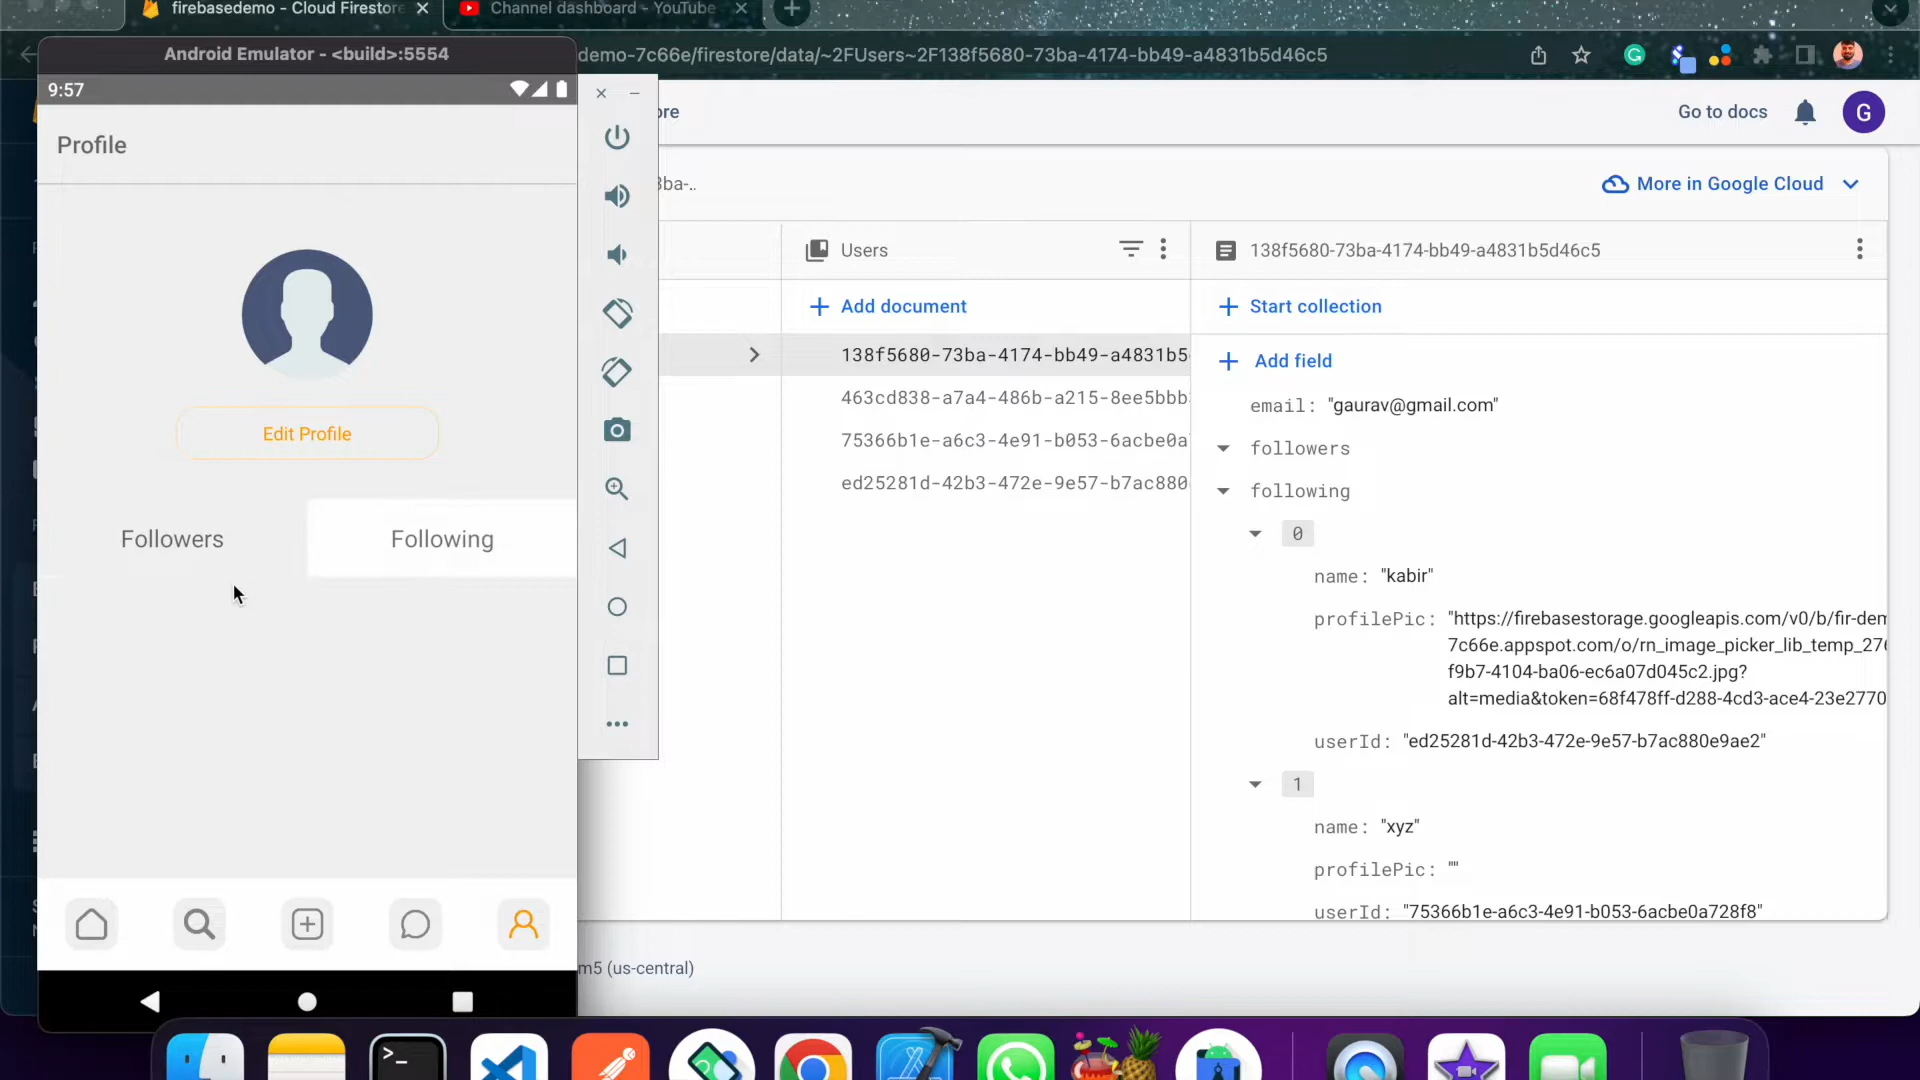 firebasedemo - Cloud Firestore
Channel dashboard - YouTube
Android Emulator - <build>:5554
demo-7c66e/firestore/data/~2FUsers~2F138f5680-73ba-4174-bb49-a4831b5d46c5
9:57
Profile
Edit Profile
Followers
Following
ore
Go to docs
G
3ba-..
More in Google Cloud
Users
138f5680-73ba-4174-bb49-a4831b5d46c5
Add document
Start collection
138f5680-73ba-4174-bb49-a4831b5
463cd838-a7a4-486b-a215-8ee5bbb
75366b1e-a6c3-4e91-b053-6acbe0a
ed25281d-42b3-472e-9e57-b7ac880
Add field
email: "gaurav@gmail.com"
followers
following
0
name: "kabir"
profilePic: "https://firebasestorage.googleapis.com/v0/b/fir-dem
7c66e.appspot.com/o/rn_image_picker_lib_temp_276
f9b7-4104-ba06-ec6a07d045c2.jpg?
alt=media&token=68f478ff-d288-4cd3-ace4-23e2770
userId: "ed25281d-42b3-472e-9e57-b7ac880e9ae2"
1
name: "xyz"
profilePic: ""
userId: "75366b1e-a6c3-4e91-b053-6acbe0a728f8"
m5 (us-central)